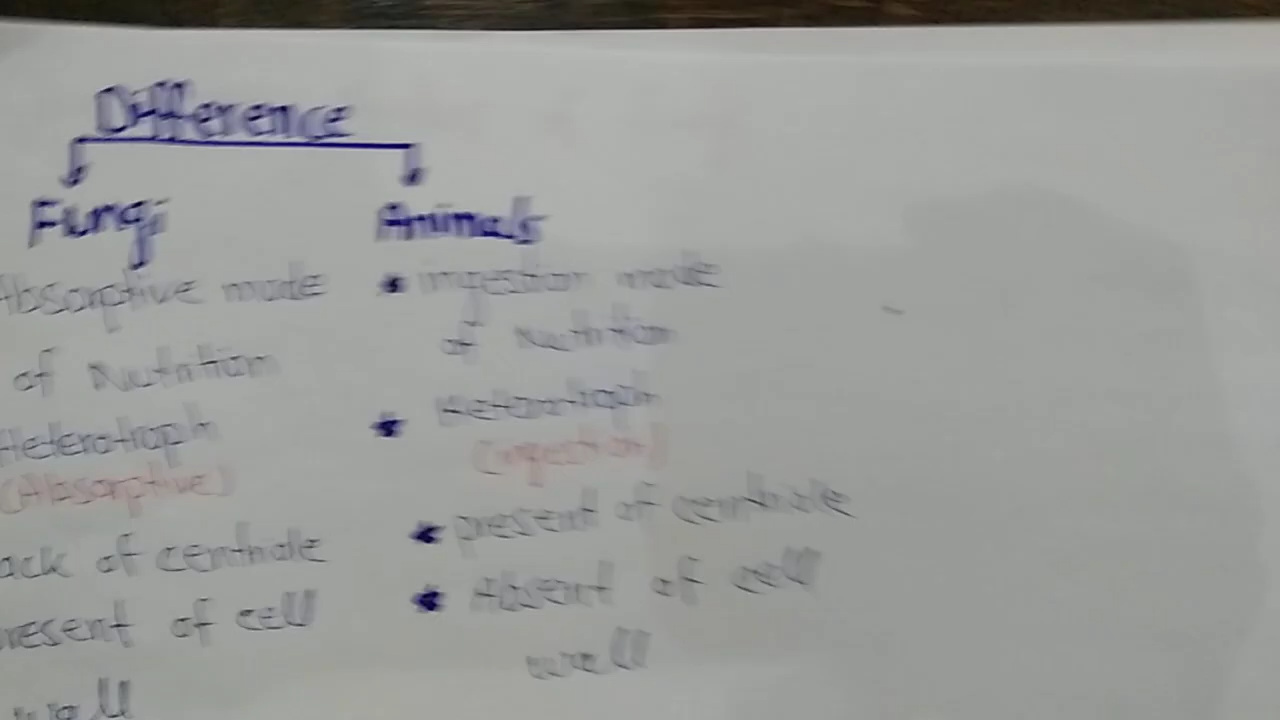 Difference
Fungi
Absorptive mode
of Nutrition
Heterotroph
(Absorptive)
ack of centriole
resent of cell
wall
Animals
* ingestion mode
of Nutrition
* Heterotroph
(ingestion)
* present of centriole
* Absent of cell
wall